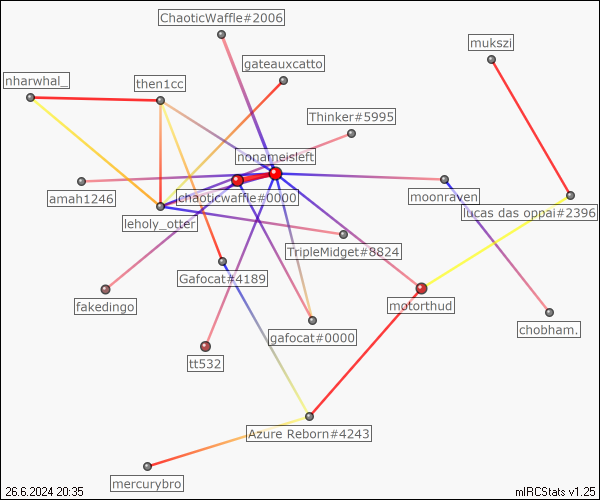 ChaoticWaffle#2006
mukszi
gateauxcatto
nharwhal_
then1cc
Thinker#5995
nonameisleft
amah1246
chaoticwaffle#0000
moonraven
lucas das oppai#2396
leholy_otter
TripleMidget#8824
Gafocat#4189
fakedingo
motorthud
gafocat#0000
chobham.
tt532
Azure Reborn#4243
mercurybro
26.6.2024 20:35
mIRCStats v1.25